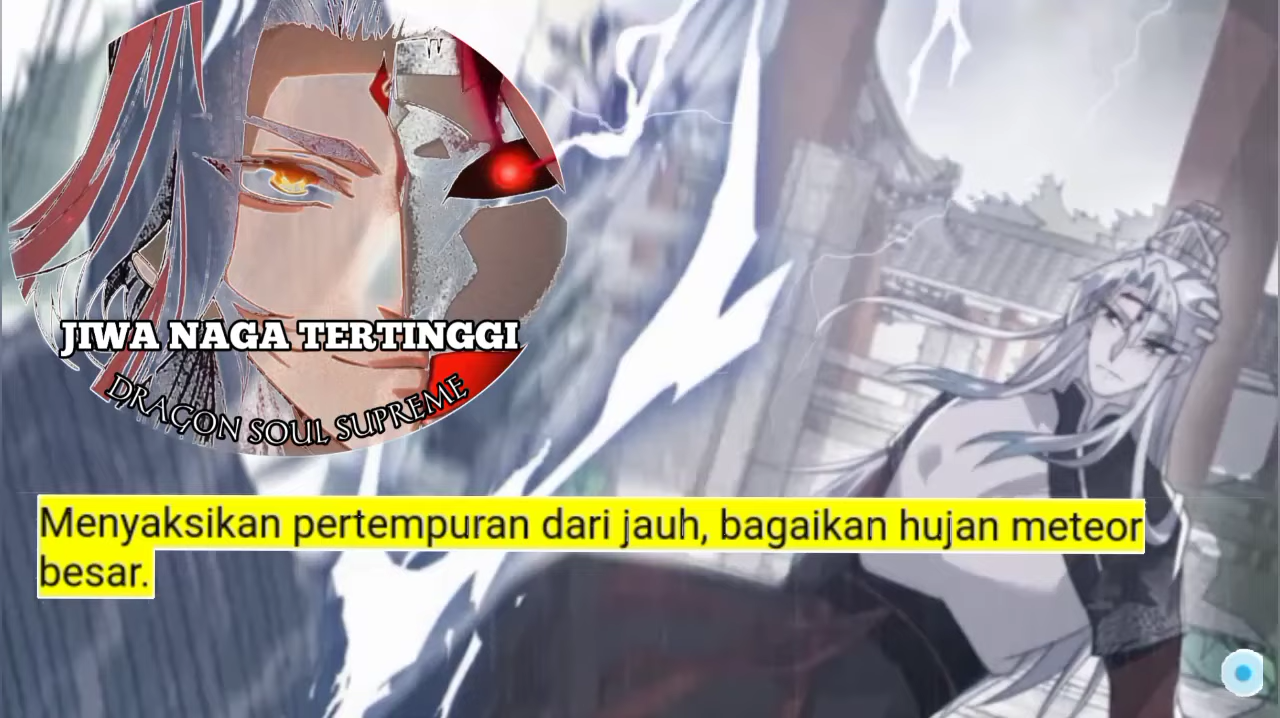 JIWA NAGA TERTINGGI
DRAGON SOUL SUPREME
Menyaksikan pertempuran dari jauh, bagaikan hujan meteor
besar.